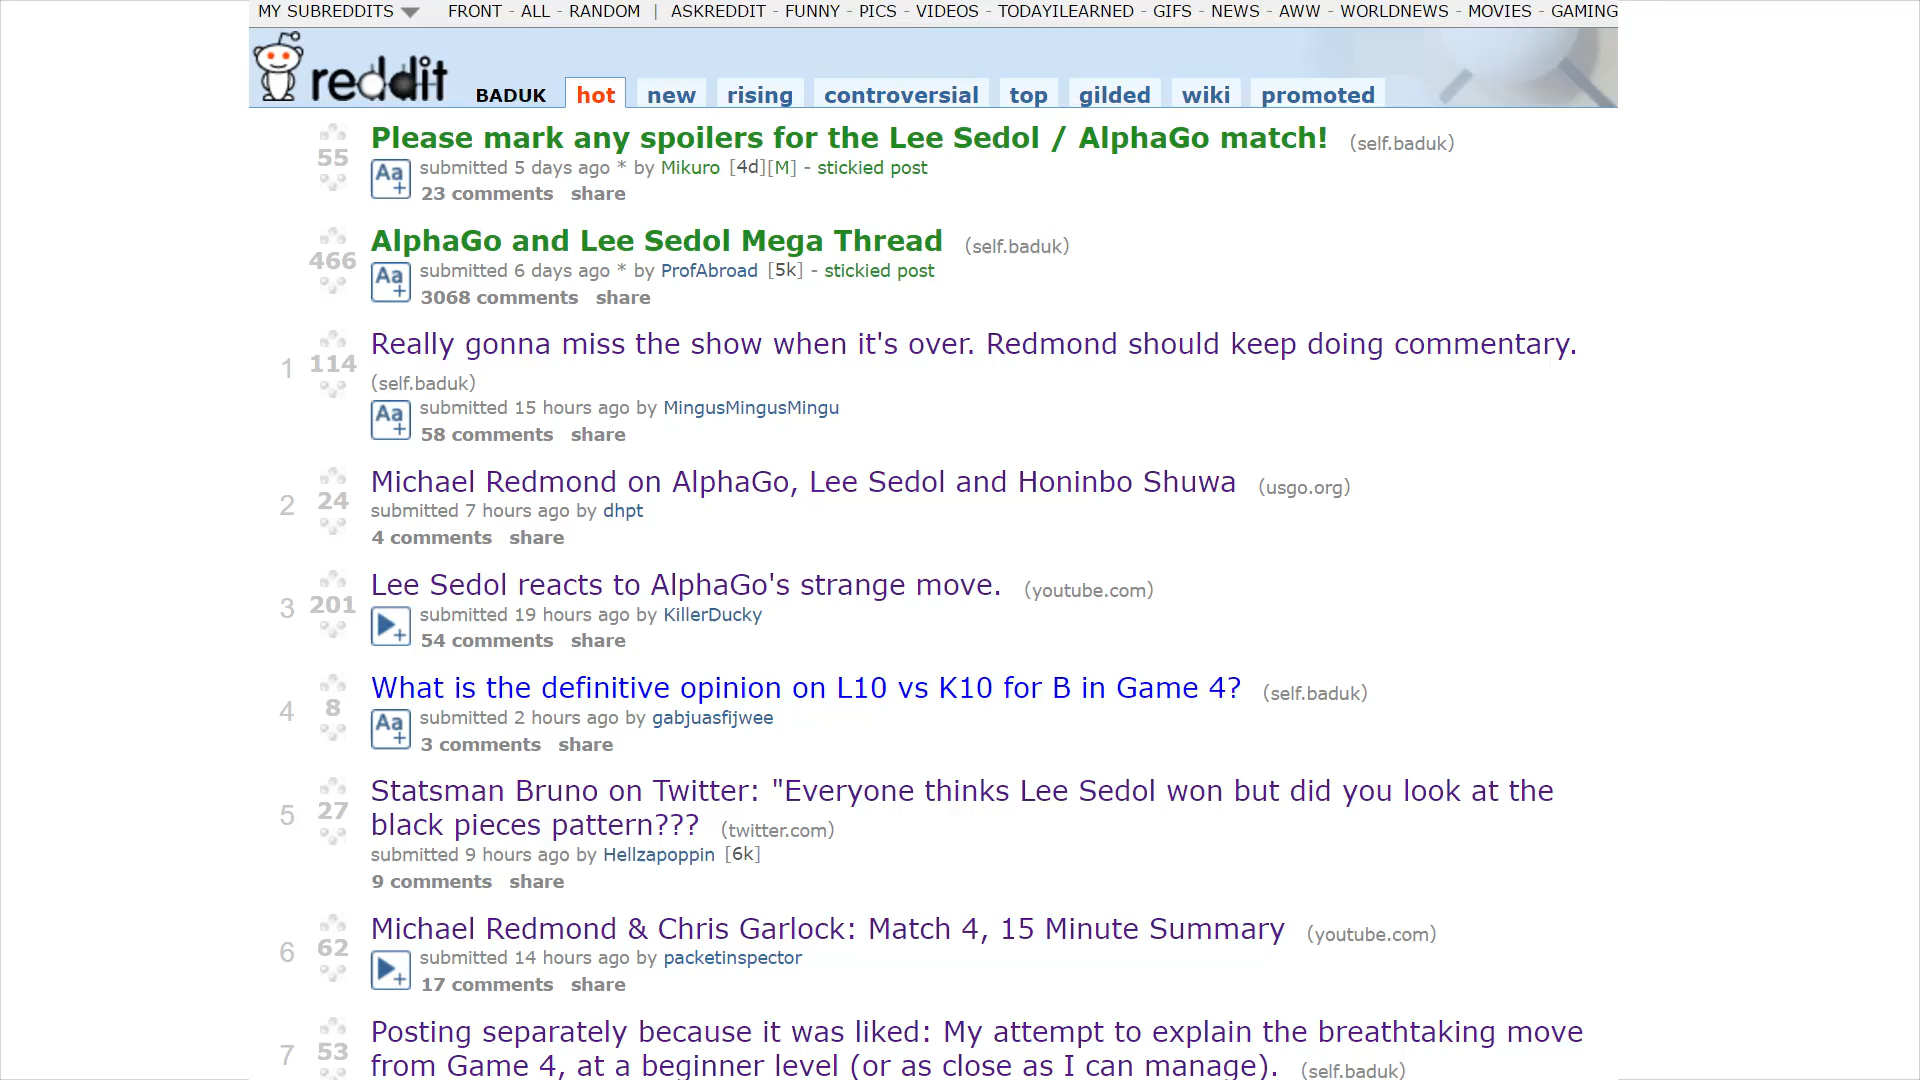 MY SUBREDDITS FRONT - ALL - RANDOM | ASKREDDIT - FUNNY - PICS - VIDEOS - TODAYILEARNED - GIFS - NEWS - AWW - WORLDNEWS - MOVIES - GAMING
reddit BADUK hot new rising controversial top gilded wiki promoted
Please mark any spoilers for the Lee Sedol / AlphaGo match! (self.baduk)
55
Aa+ submitted 5 days ago * by Mikuro [4d][M] - stickied post
23 comments share
AlphaGo and Lee Sedol Mega Thread (self.baduk)
466
Aa+ submitted 6 days ago * by ProfAbroad [5k] - stickied post
3068 comments share
Really gonna miss the show when it's over. Redmond should keep doing commentary.
1 114
(self.baduk)
Aa+ submitted 15 hours ago by MingusMingusMingu
58 comments share
Michael Redmond on AlphaGo, Lee Sedol and Honinbo Shuwa (usgo.org)
2 24
submitted 7 hours ago by dhpt
4 comments share
Lee Sedol reacts to AlphaGo's strange move. (youtube.com)
3 201
submitted 19 hours ago by KillerDucky
54 comments share
What is the definitive opinion on L10 vs K10 for B in Game 4? (self.baduk)
4 8
Aa+ submitted 2 hours ago by gabjuasfijwee
3 comments share
Statsman Bruno on Twitter: "Everyone thinks Lee Sedol won but did you look at the
5 27
black pieces pattern??? (twitter.com)
submitted 9 hours ago by Hellzapoppin [6k]
9 comments share
Michael Redmond & Chris Garlock: Match 4, 15 Minute Summary (youtube.com)
6 62
submitted 14 hours ago by packetinspector
17 comments share
Posting separately because it was liked: My attempt to explain the breathtaking move
7 53
from Game 4, at a beginner level (or as close as I can manage). (self.baduk)